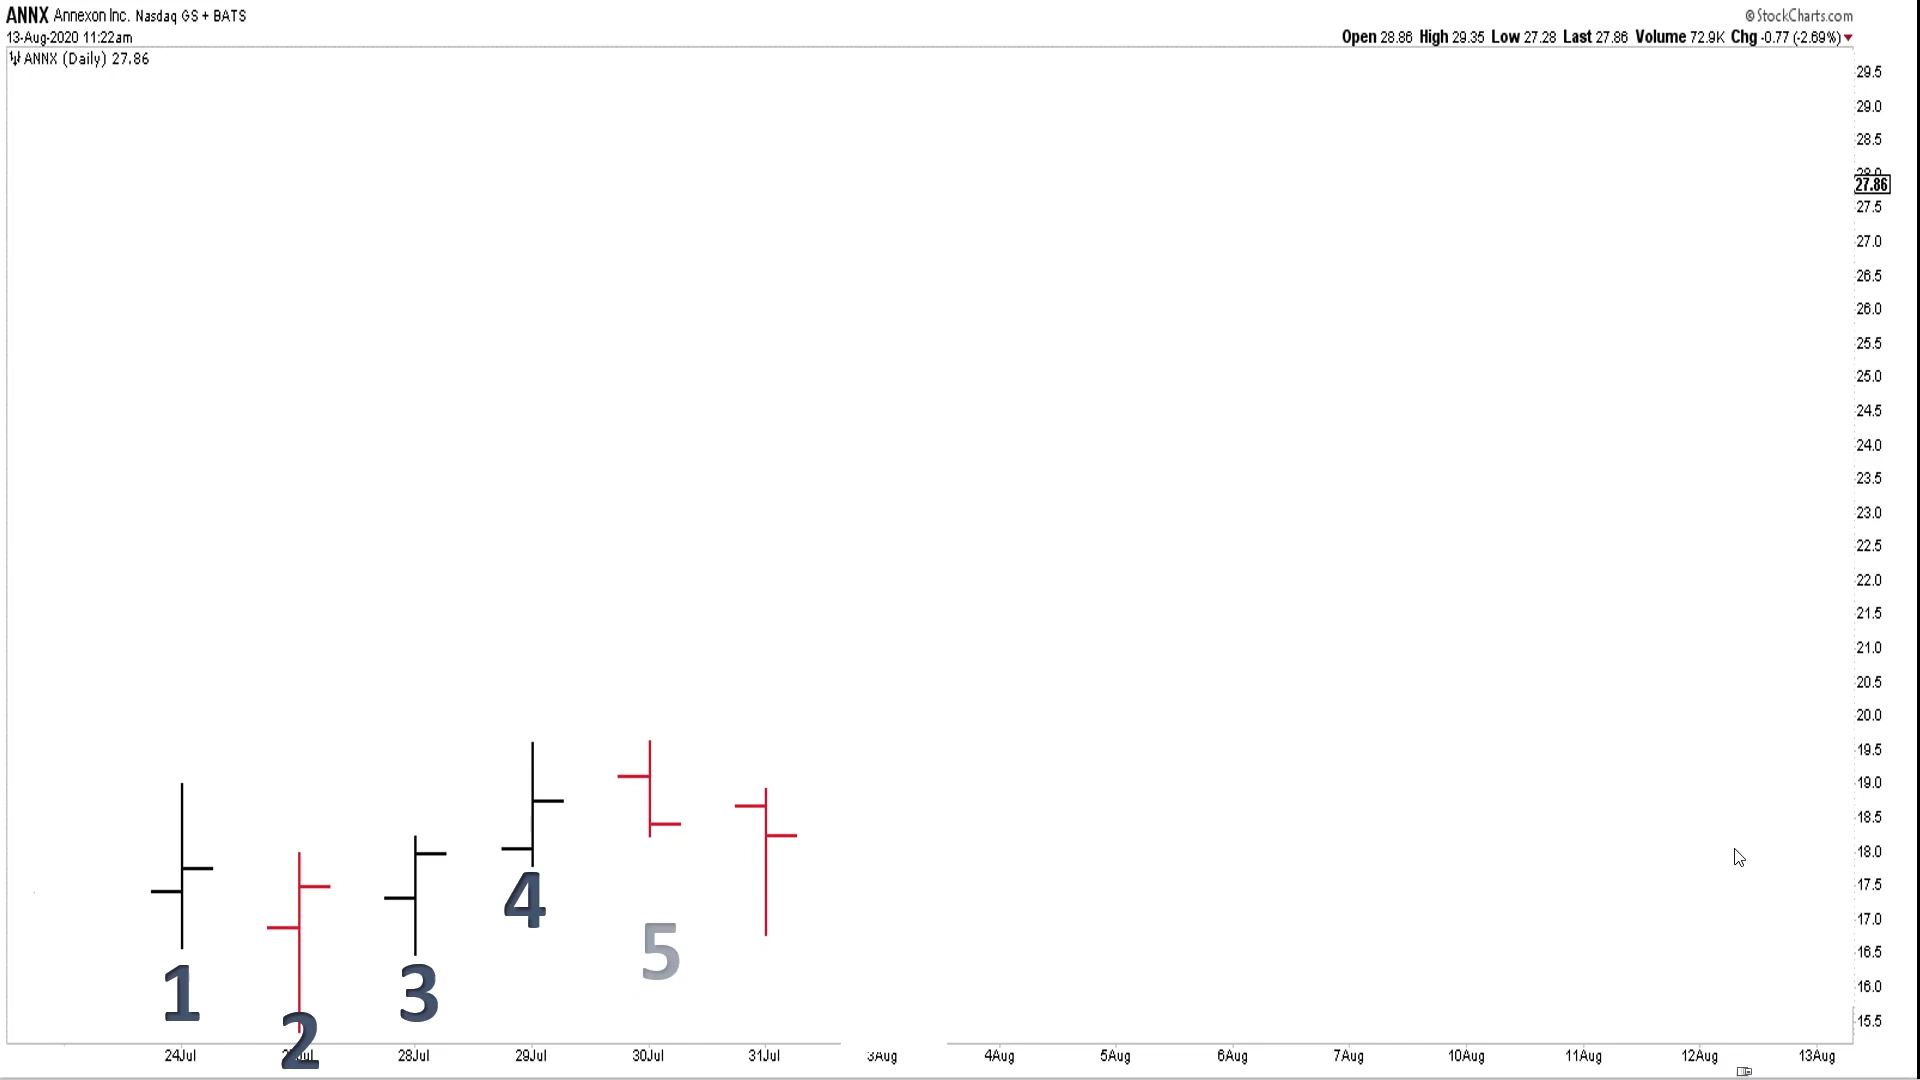 ANNX Annexon Inc. Nasdaq GS + BATS
© StockCharts.com
13-Aug-2020 11:22am
Open 28.86 High 29.35 Low 27.28 Last 27.86 Volume 72.9K Chg -0.77 (-2.69%)
ANNX (Daily) 27.86
29.5
29.0
28.5
28.0
27.86
27.5
27.0
26.5
26.0
25.5
25.0
24.5
24.0
23.5
23.0
22.5
22.0
21.5
21.0
20.5
20.0
19.5
19.0
18.5
18.0
17.5
17.0
16.5
16.0
15.5
1
2
3
4
5
24Jul
28Jul
29Jul
30Jul
31Jul
3Aug
4Aug
5Aug
6Aug
7Aug
10Aug
11Aug
12Aug
13Aug